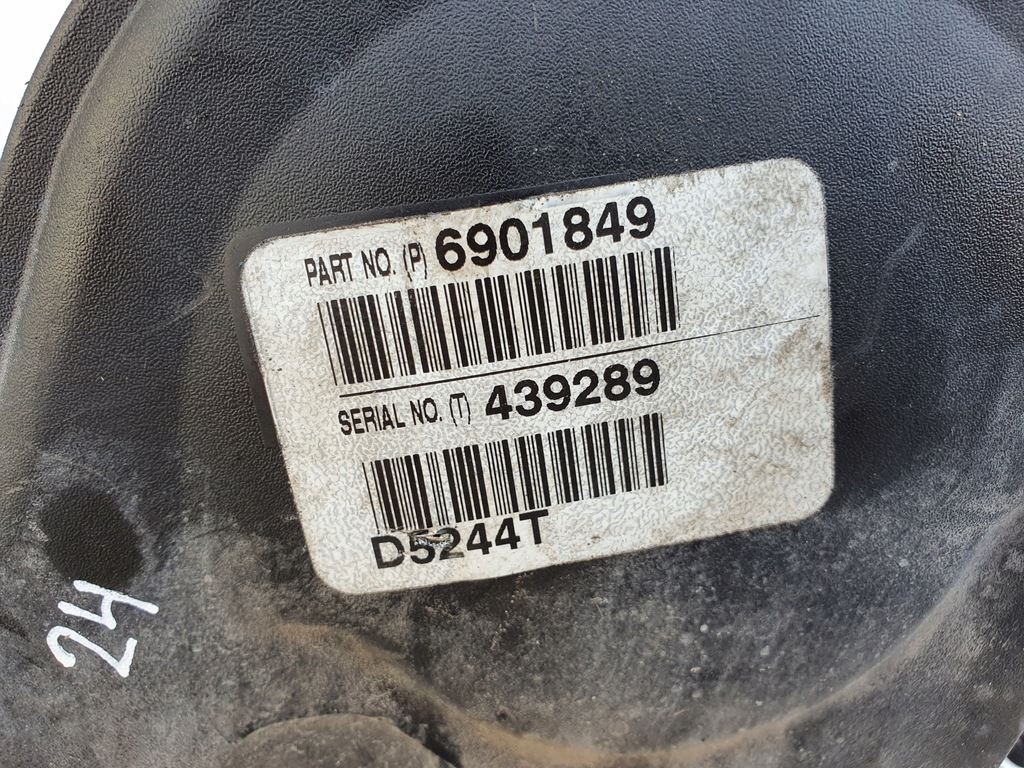 PART NO. (P) 6901849
SERIAL NO. (T) 439289
D5244T
24